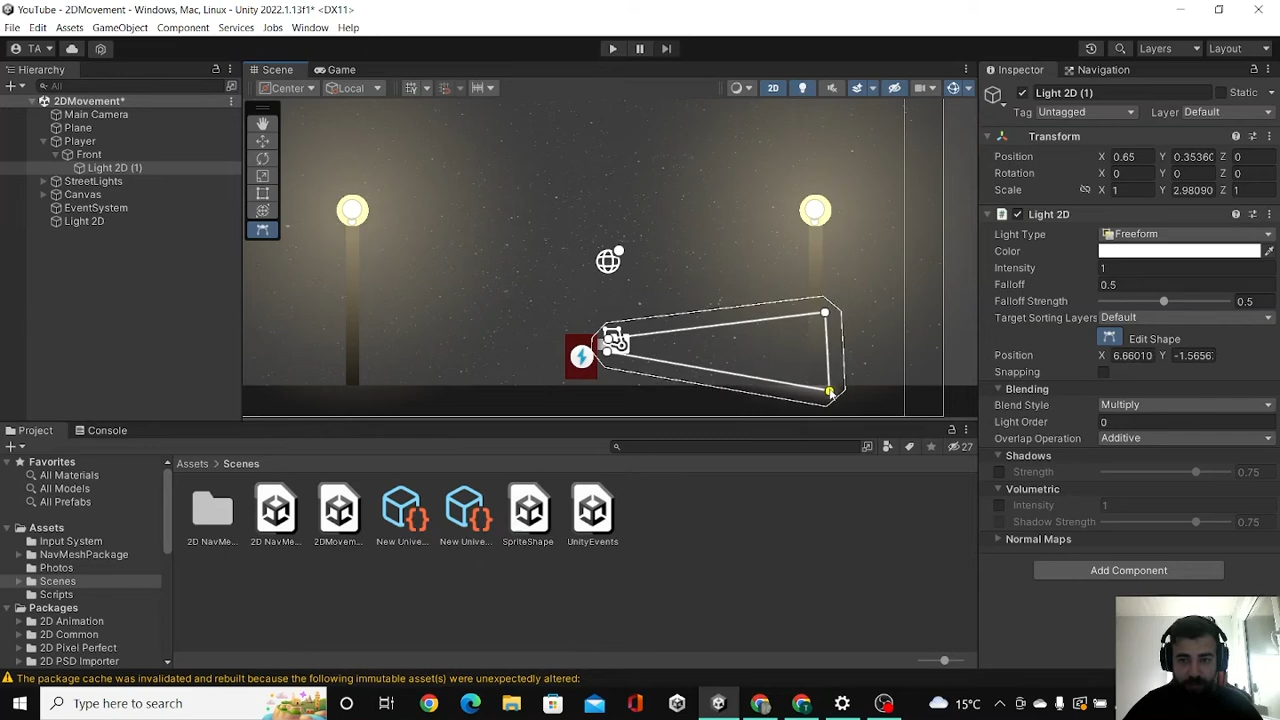 YouTube - 2DMovement - Windows, Mac, Linux - Unity 2022.1.13f1* <DX11>
File Edit Assets GameObject Component Services Jobs Window Help
TA Layers Layout
Hierarchy
All
2DMovement*
Main Camera
Plane
Player
Front
Light 2D (1)
StreetLights
Canvas
EventSystem
Light 2D
Scene Game
Center Local 2D
Inspector Navigation
Light 2D (1) Static
Tag Untagged Layer Default
Transform
Position X 0.65 Y 0.35360 Z 0
Rotation X 0 Y 0 Z 0
Scale X 1 Y 2.98090 Z 1
Light 2D
Light Type Freeform
Color
Intensity 1
Falloff 0.5
Falloff Strength 0.5
Target Sorting Layers Default
Edit Shape
Position X 6.66010 Y -1.5656
Snapping
Blending
Blend Style Multiply
Light Order 0
Overlap Operation Additive
Shadows
Strength 0.75
Volumetric
Intensity 1
Shadow Strength 0.75
Normal Maps
Add Component
Project Console
27
Favorites
All Materials
All Models
All Prefabs
Assets
Input System
NavMeshPackage
Photos
Scenes
Scripts
Packages
2D Animation
2D Common
2D Pixel Perfect
2D PSD Importer
Assets > Scenes
2D NavMe... 2D NavMe... 2DMovem... New Unive... New Unive... SpriteShape UnityEvents
The package cache was invalidated and rebuilt because the following immutable asset(s) were unexpectedly altered:
Type here to search
15°C